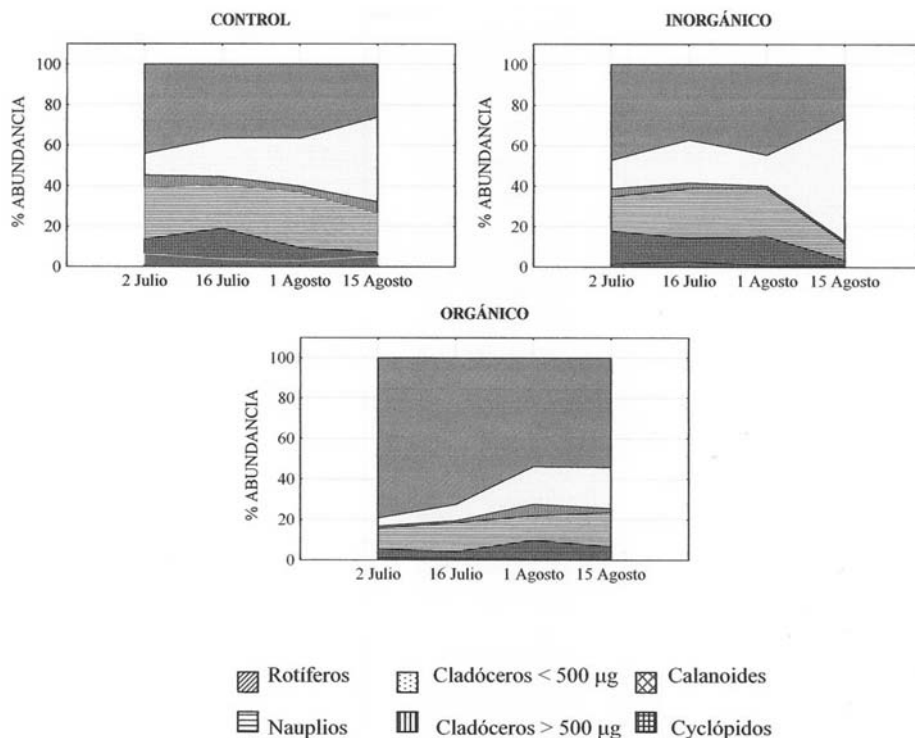 CONTROL
% ABUNDANCIA
100
80
60
40
20
0
2 Julio 16 Julio 1 Agosto 15 Agosto
INORGÁNICO
% ABUNDANCIA
100
80
60
40
20
0
2 Julio 16 Julio 1 Agosto 15 Agosto
ORGÁNICO
% ABUNDANCIA
100
80
60
40
20
0
2 Julio 16 Julio 1 Agosto 15 Agosto
Rotíferos Cladóceros < 500 µg Calanoides
Nauplios Cladóceros > 500 µg Cyclópidos